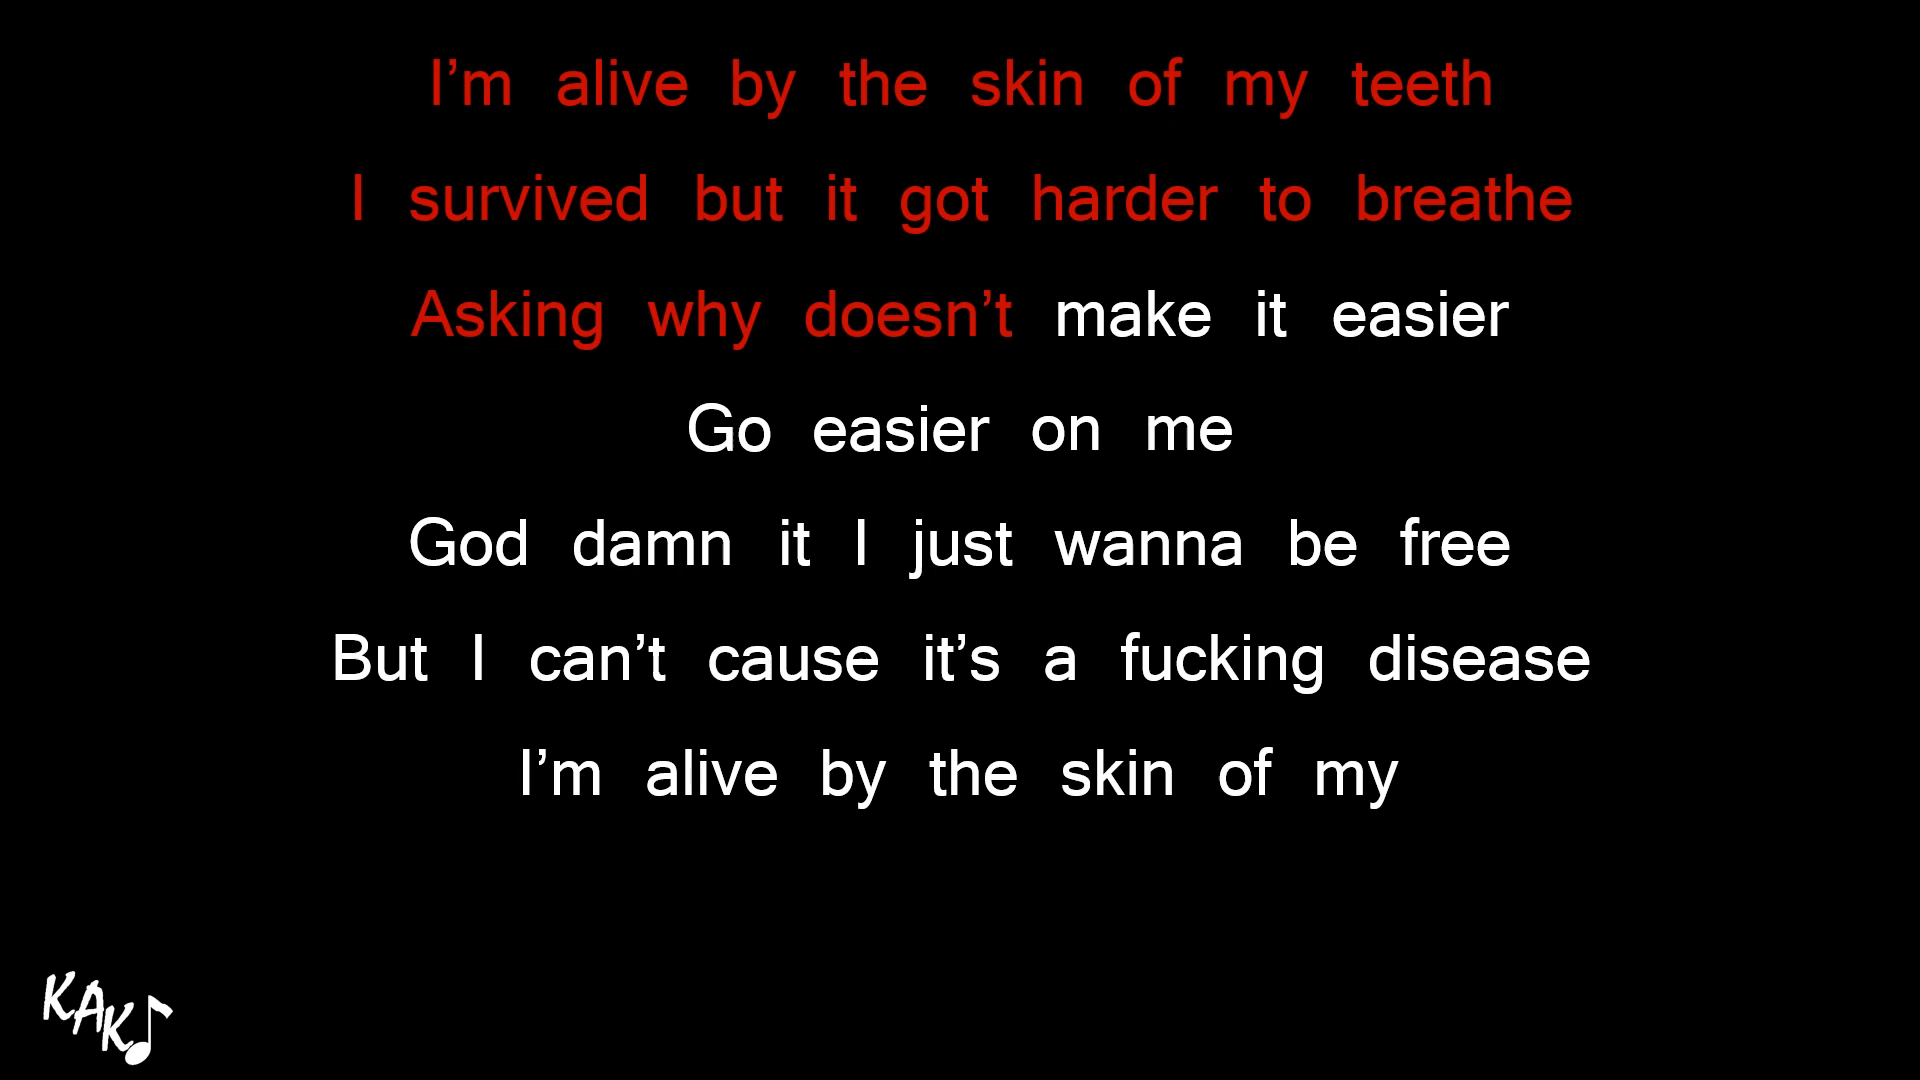 I’m alive by the skin of my teeth
I survived but it got harder to breathe
Asking why doesn’t make it easier
Go easier on me
God damn it I just wanna be free
But I can’t cause it’s a fucking disease
I’m alive by the skin of my
KAK